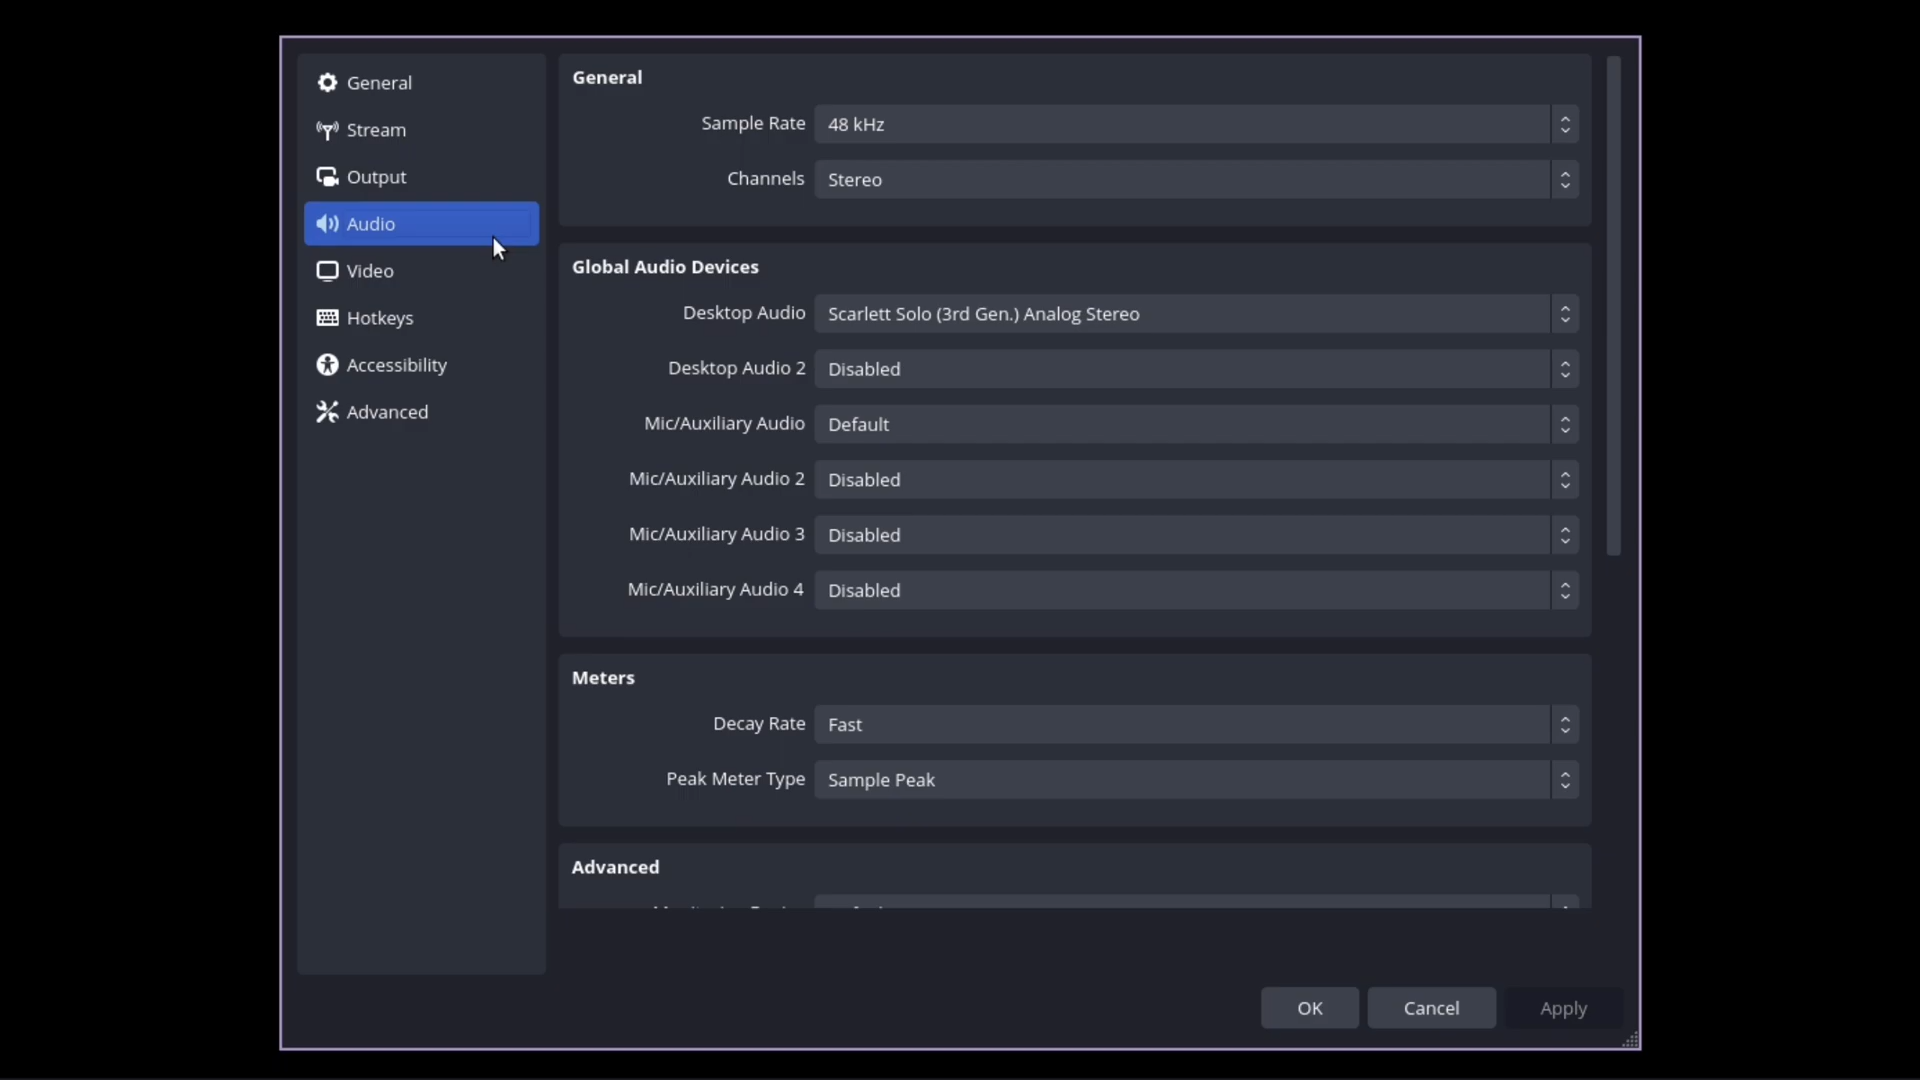 General
Stream
Output
Audio
Video
Hotkeys
Accessibility
Advanced
General
Sample Rate 48 kHz
Channels Stereo
Global Audio Devices
Desktop Audio Scarlett Solo (3rd Gen.) Analog Stereo
Desktop Audio 2 Disabled
Mic/Auxiliary Audio Default
Mic/Auxiliary Audio 2 Disabled
Mic/Auxiliary Audio 3 Disabled
Mic/Auxiliary Audio 4 Disabled
Meters
Decay Rate Fast
Peak Meter Type Sample Peak
Advanced
OK Cancel Apply